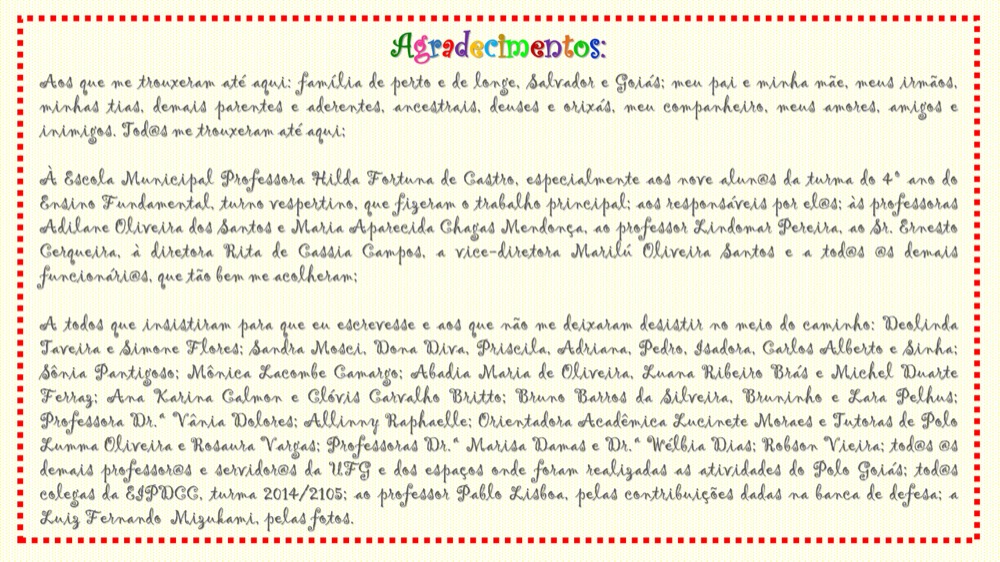 Agradecimentos:
Aos que me trouxeram até aqui: família de perto e de longe, Salvador e Goiás; meu pai e minha mãe, meus irmãos,
minhas tias, demais parentes e aderentes, ancestrais, deuses e orixás, meu companheiro, meus amores, amigos e
inimigos. Tod@s me trouxeram até aqui;
À Escola Municipal Professora Hilda Fortuna de Castro, especialmente aos nove alun@s da turma do 4° ano do
Ensino Fundamental, turno vespertino, que fizeram o trabalho principal; aos responsáveis por el@s; às professoras
Adilane Oliveira dos Santos e Maria Aparecida Chagas Mendonça, ao professor Lindomar Pereira, ao Sr. Ernesto
Cerqueira, à diretora Rita de Cassia Campos, a vice-diretora Marilú Oliveira Santos e a tod@s @s demais
funcionári@s, que tão bem me acolheram;
A todos que insistiram para que eu escrevesse e aos que não me deixaram desistir no meio do caminho: Deolinda
Taveira e Simone Flores; Sandra Mosci, Dona Diva, Priscila, Adriana, Pedro, Isadora, Carlos Alberto e Sinha;
Sônia Pantigoso; Mônica Lacombe Camargo; Abadia Maria de Oliveira, Luana Ribeiro Brás e Michel Duarte
Ferraz; Ana Karina Calmon e Clóvis Carvalho Britto; Bruno Barros da Silveira, Bruninho e Lara Pelhus;
Professora Dr.ª Vânia Dolores; Allinny Raphaelle; Orientadora Acadêmica Lucinete Moraes e Tutoras de Polo
Lumma Oliveira e Rosaura Vargas; Professoras Dr.ª Marisa Damas e Dr.ª Wélbia Dias; Robson Vieira; tod@s @s
demais professor@s e servidor@s da UFG e dos espaços onde foram realizadas as atividades do Polo Goiás; tod@s
colegas da EIPDCC, turma 2014/2105; ao professor Pablo Lisboa, pelas contribuições dadas na banca de defesa; a
Luiz Fernando Mizukami, pelas fotos.